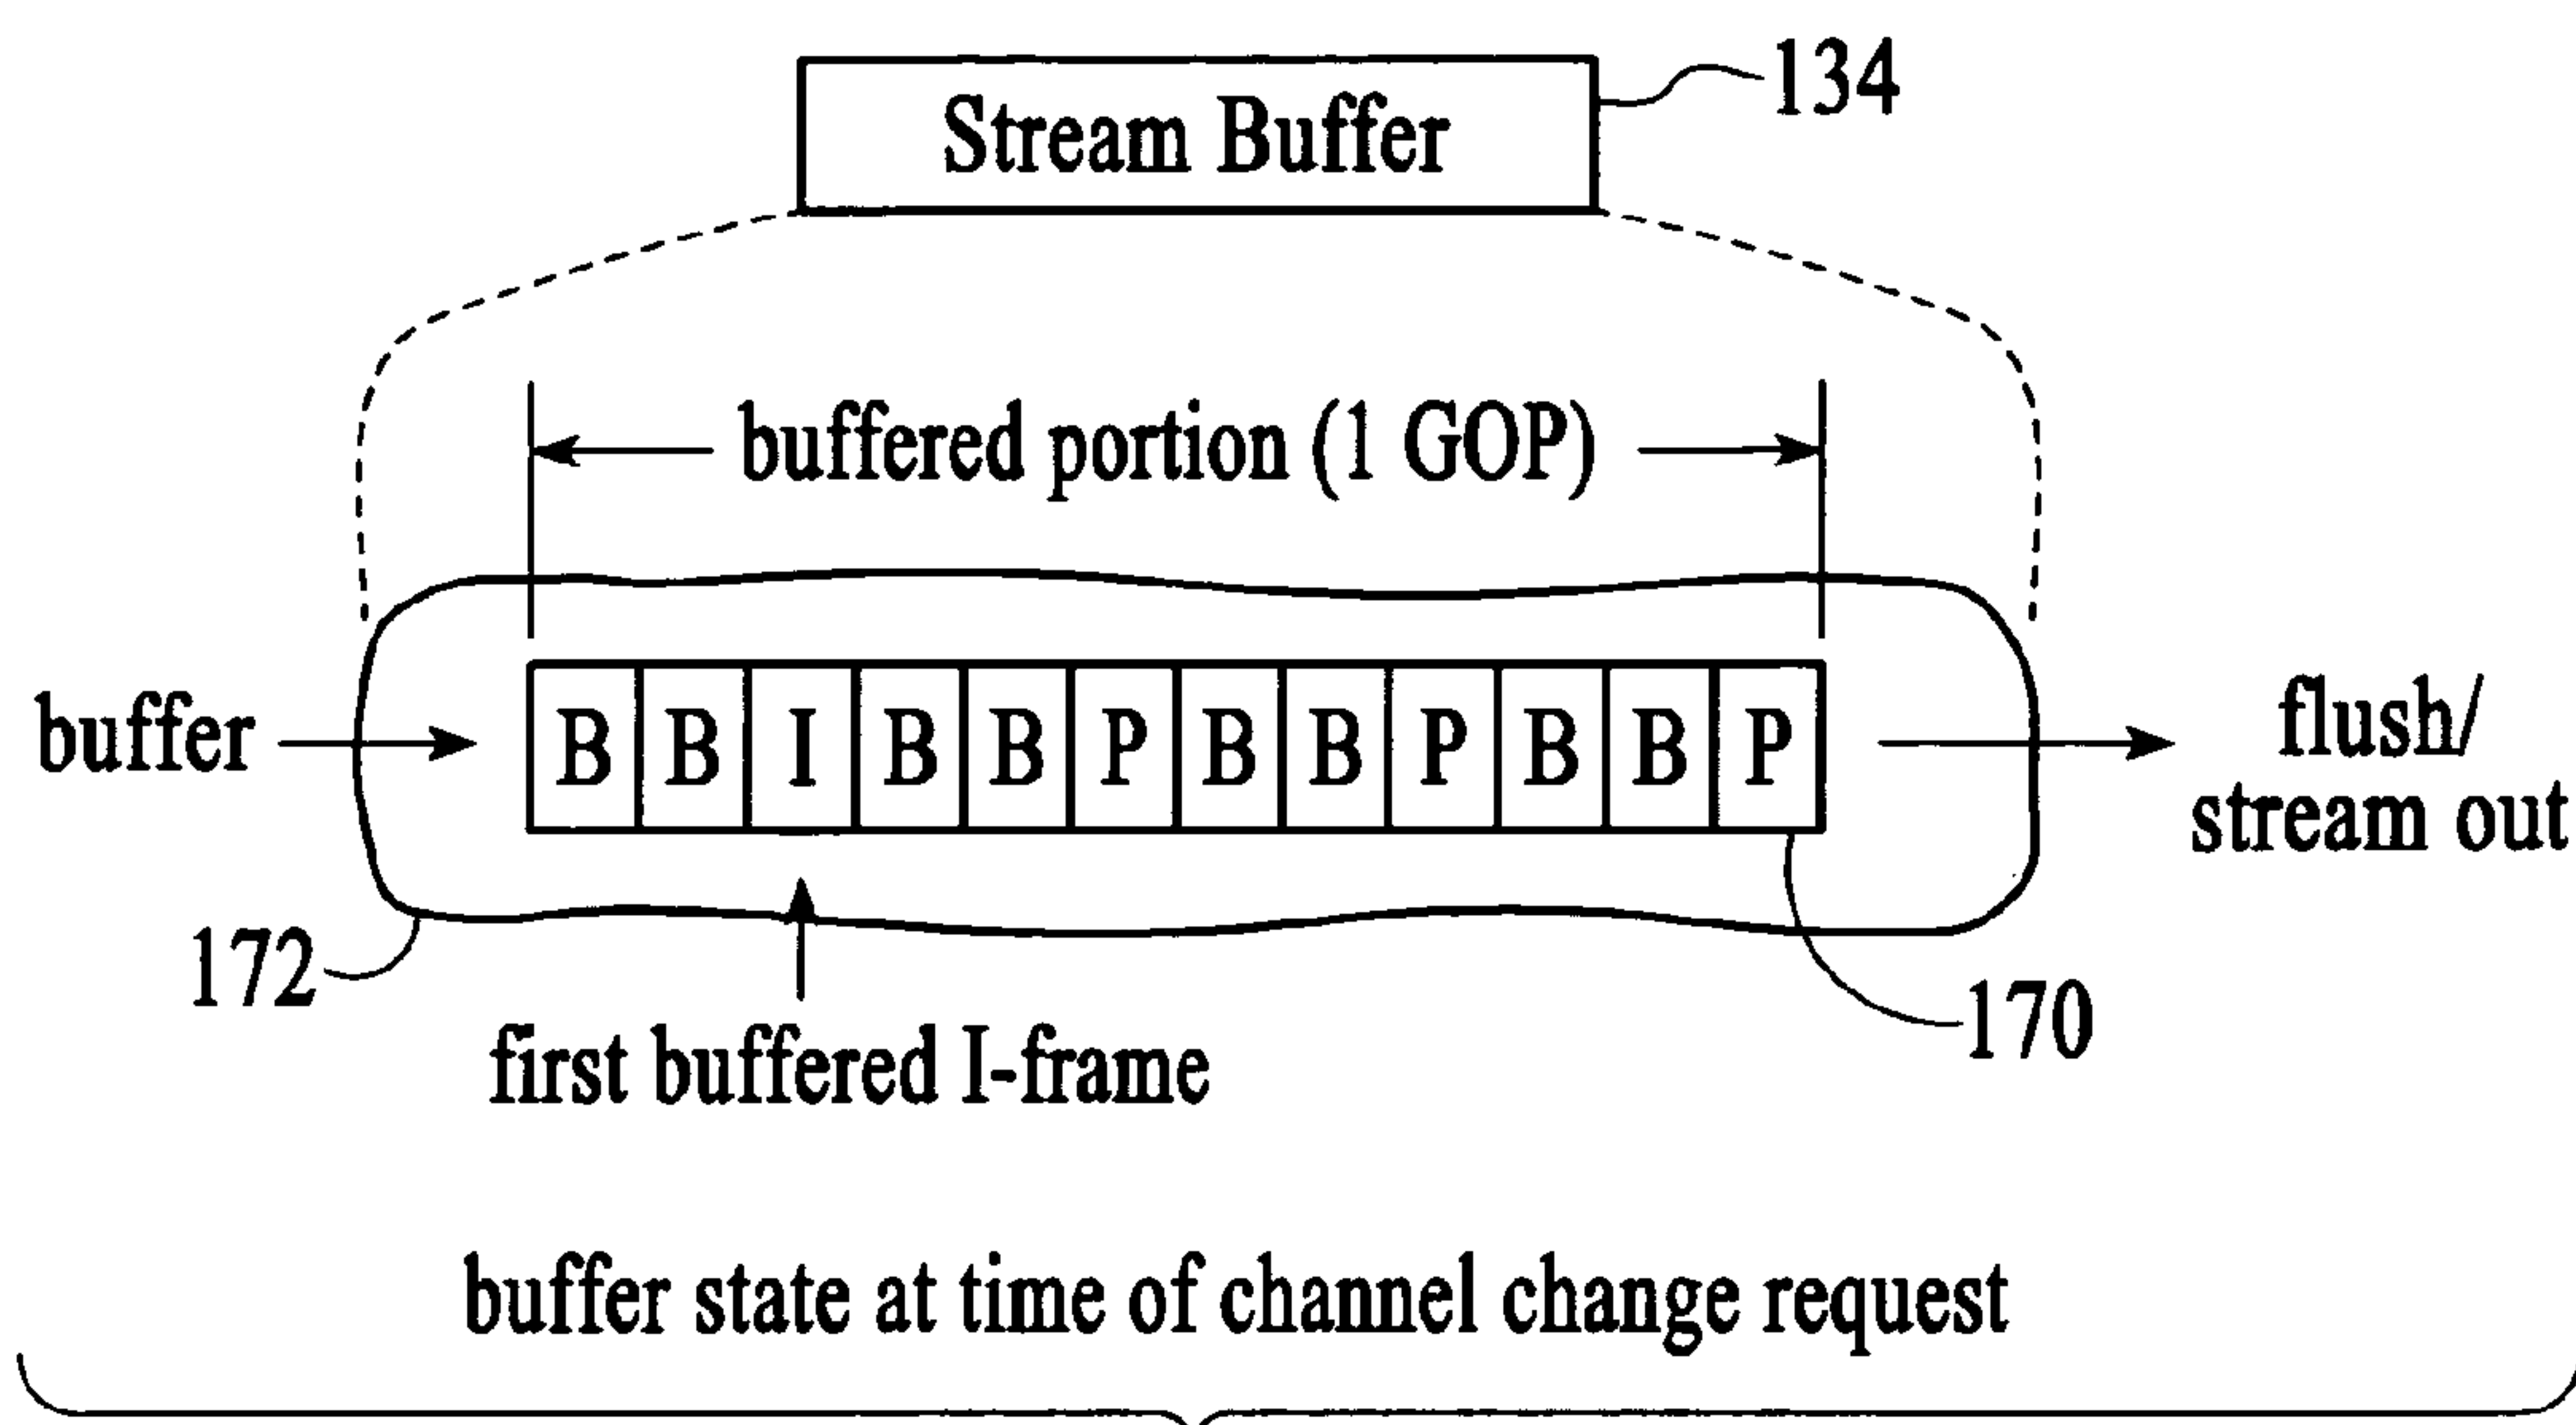 Stream Buffer
134
buffered portion (1 GOP)
buffer
B B I B B P B B P B B P
flush/
stream out
172
170
first buffered I-frame
buffer state at time of channel change request